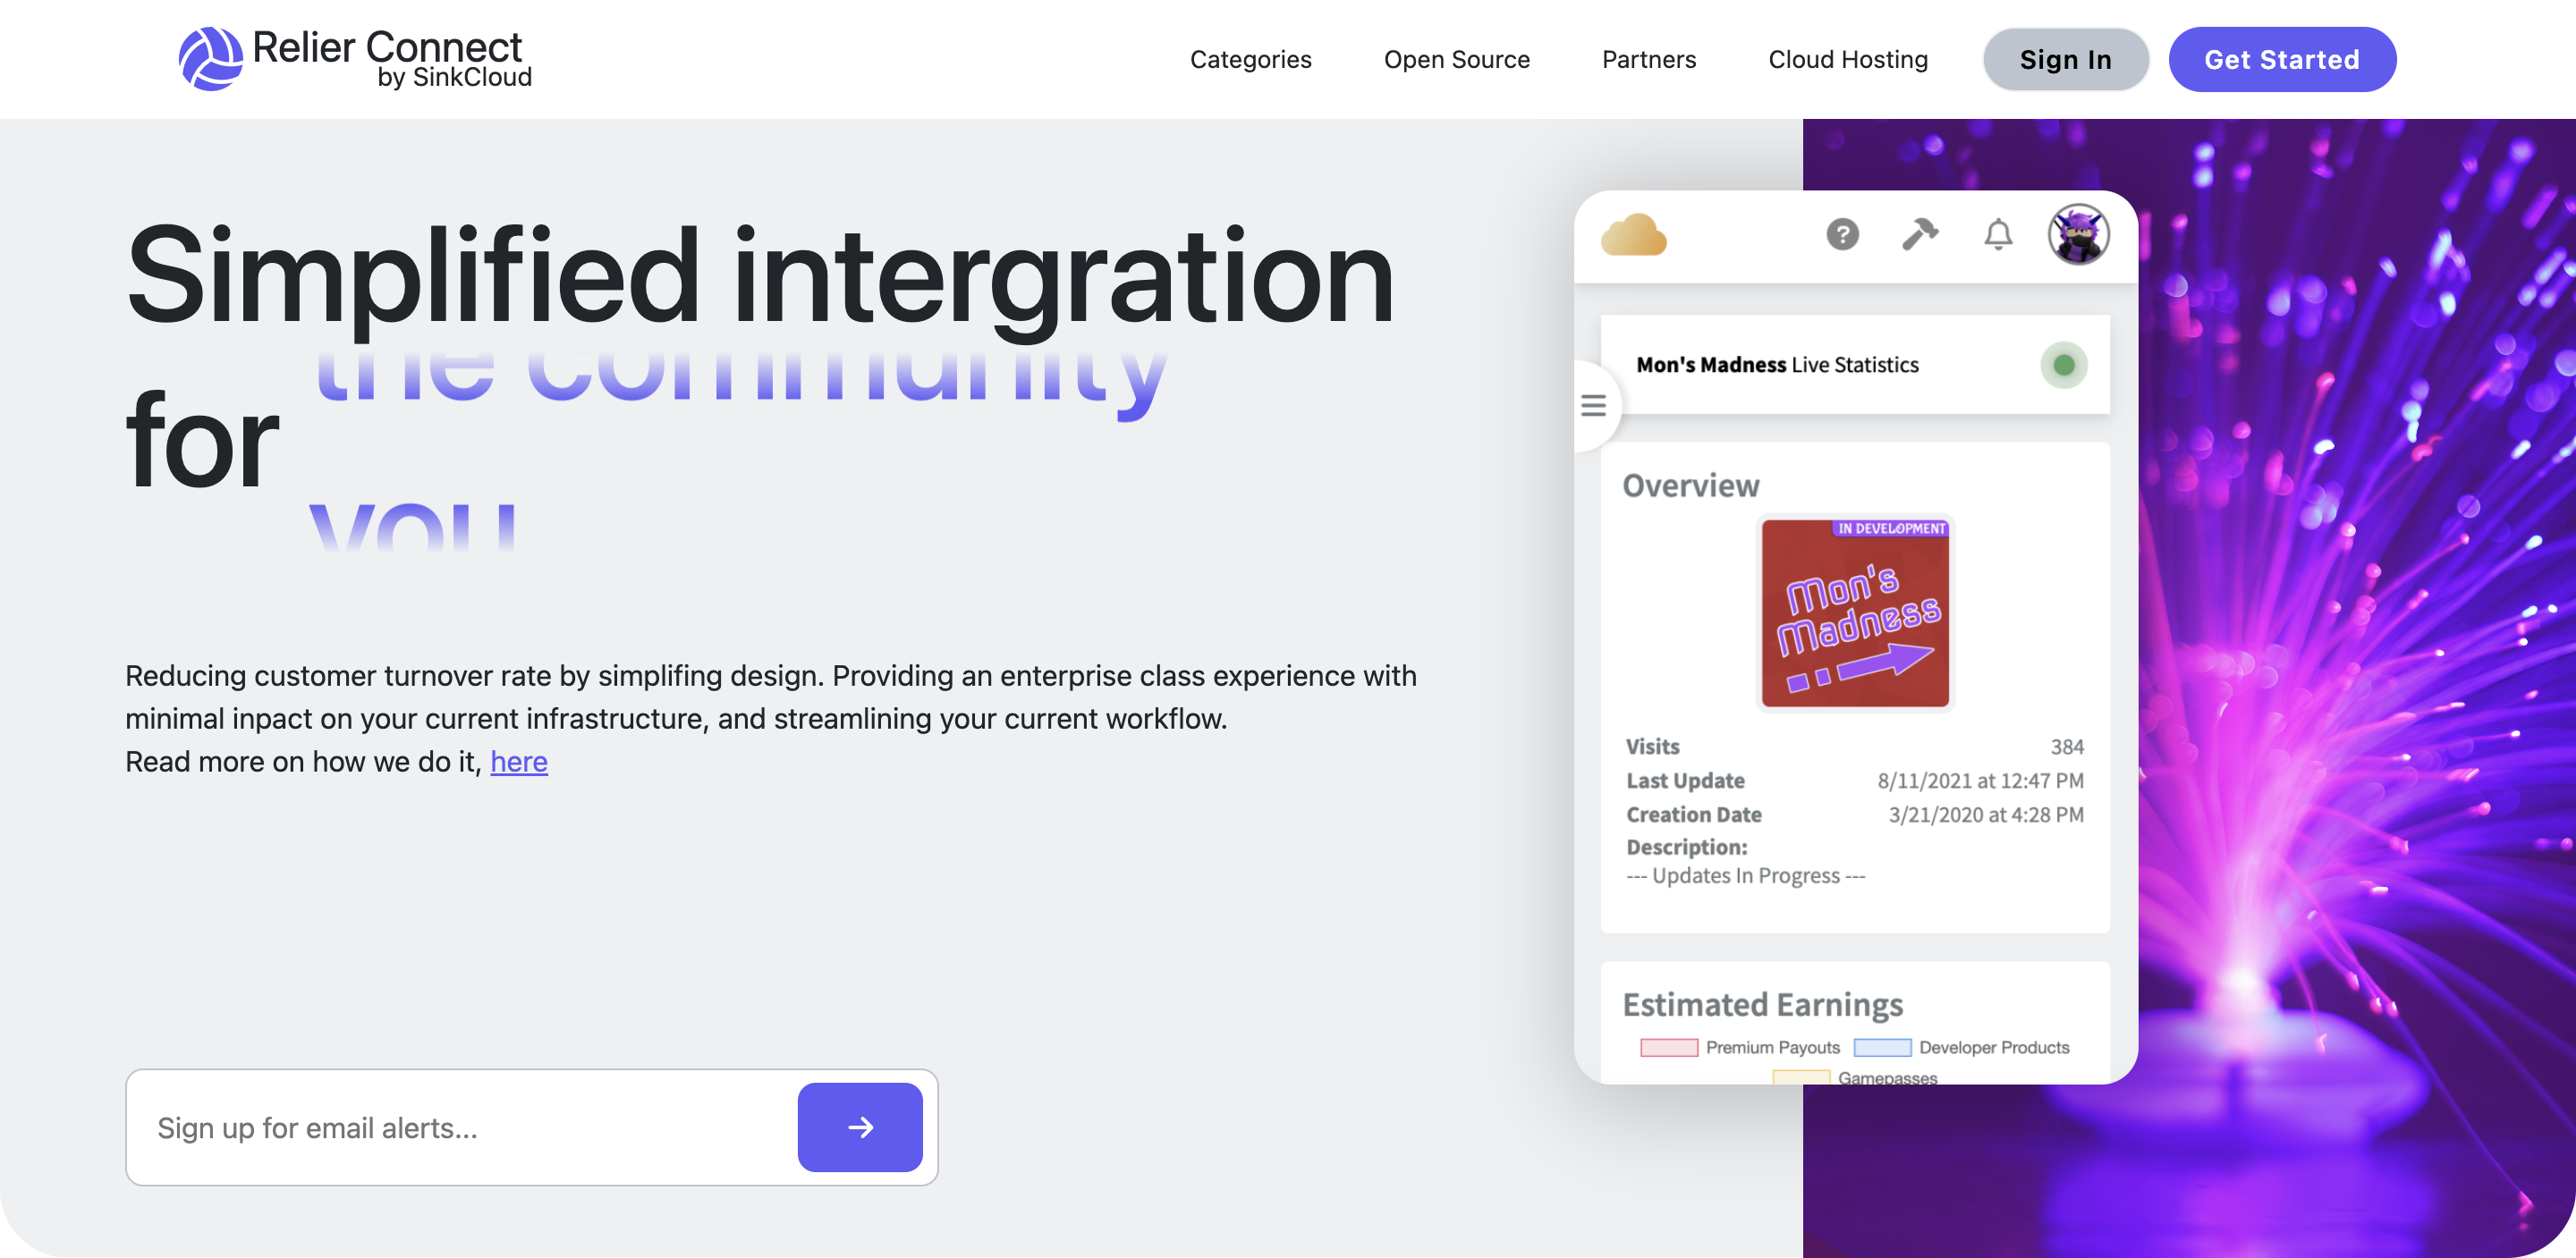 Relier Connect
by SinkCloud
Categories
Open Source
Partners
Cloud Hosting
Sign In
Get Started
Simplified intergration
for
the community
you
Reducing customer turnover rate by simplifing design. Providing an enterprise class experience with
minimal inpact on your current infrastructure, and streamlining your current workflow.
Read more on how we do it, here
Sign up for email alerts...
Mon's Madness Live Statistics
Overview
IN DEVELOPMENT
Mon's
Madness
Visits 384
Last Update 8/11/2021 at 12:47 PM
Creation Date 3/21/2020 at 4:28 PM
Description:
--- Updates In Progress ---
Estimated Earnings
Premium Payouts Developer Products
Gamepasses